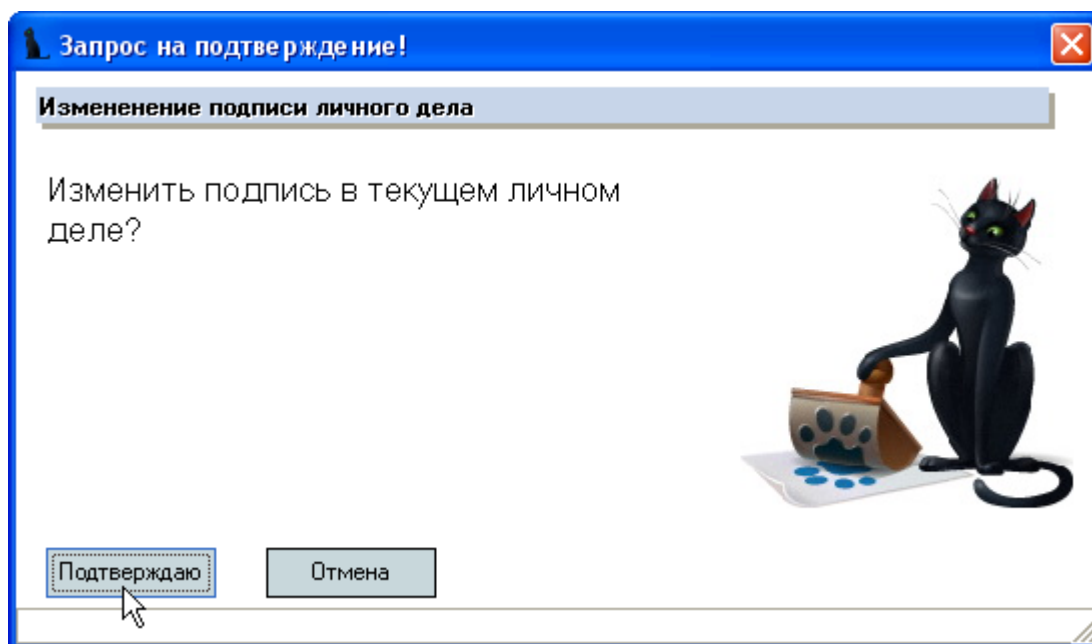 Запрос на подтверждение!
Измененение подписи личного дела
Изменить подпись в текущем личном
деле?
Подтверждаю
Отмена